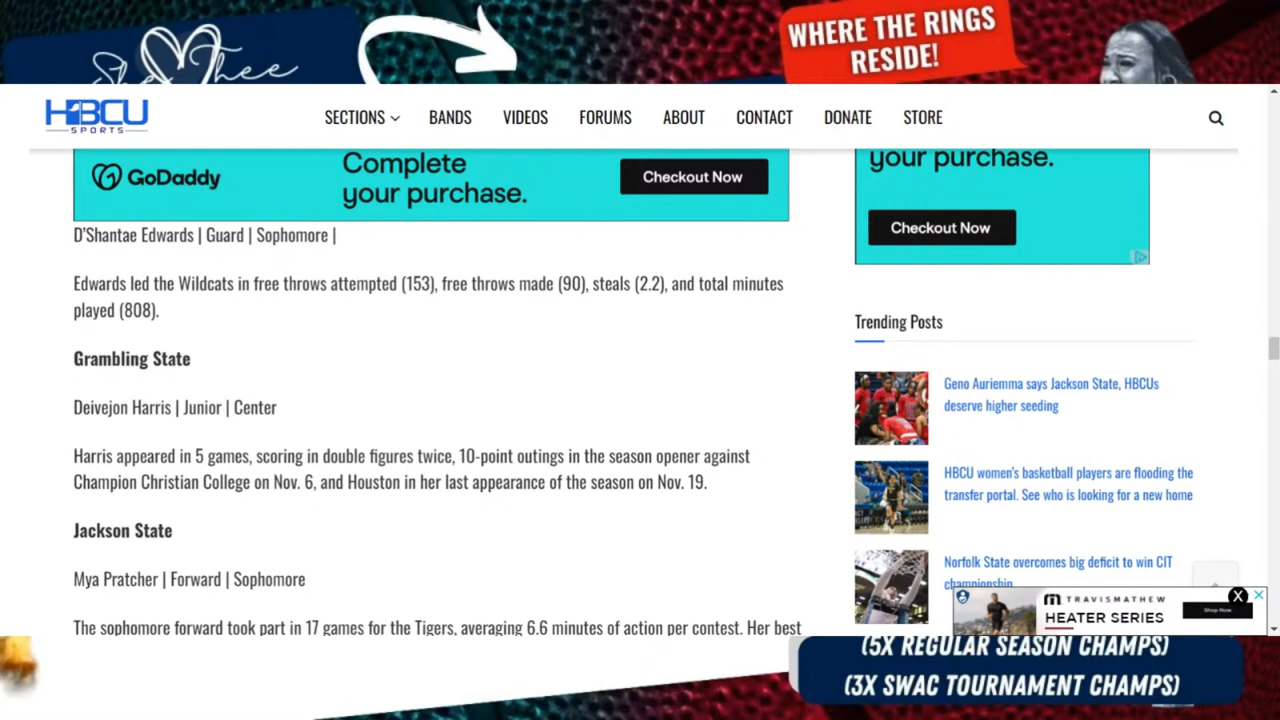 She Thee
WHERE THE RINGS
RESIDE!
HBCU
SPORTS
SECTIONS
BANDS
VIDEOS
FORUMS
ABOUT
CONTACT
DONATE
STORE
GoDaddy
Complete
your purchase.
Checkout Now
your purchase.
Checkout Now
D'Shantae Edwards | Guard | Sophomore |
Edwards led the Wildcats in free throws attempted (153), free throws made (90), steals (2.2), and total minutes
played (808).
Grambling State
Deivejon Harris | Junior | Center
Harris appeared in 5 games, scoring in double figures twice, 10-point outings in the season opener against
Champion Christian College on Nov. 6, and Houston in her last appearance of the season on Nov. 19.
Jackson State
Mya Pratcher | Forward | Sophomore
The sophomore forward took part in 17 games for the Tigers, averaging 6.6 minutes of action per contest. Her best
Trending Posts
Geno Auriemma says Jackson State, HBCUs
deserve higher seeding
HBCU women's basketball players are flooding the
transfer portal. See who is looking for a new home
Norfolk State overcomes big deficit to win CIT
championship
X
TRAVISMATHEW
HEATER SERIES
Shop Now
(5X REGULAR SEASON CHAMPS)
(3X SWAC TOURNAMENT CHAMPS)